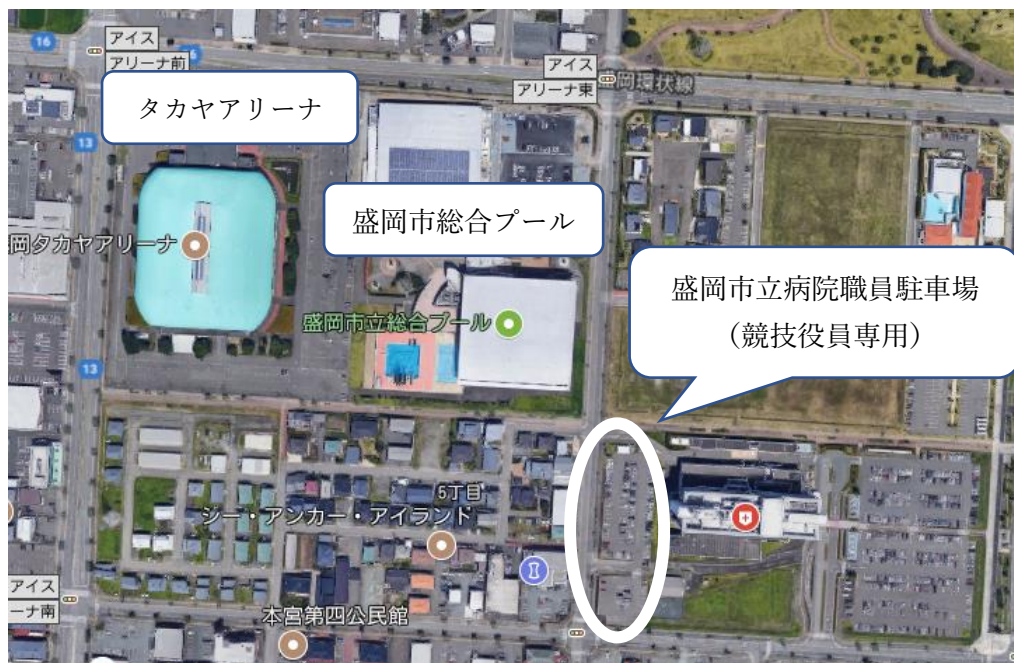 16
アイス
アリーナ前
アイス
アリーナ東
盛岡環状線
タカヤアリーナ
13
盛岡市総合プール
岡タカヤアリーナ
盛岡市立病院職員駐車場
（競技役員専用）
盛岡市立総合プール
13
5丁目
シー・アンカー・アイランド
アイス
ーナ南
本宮第四公民館